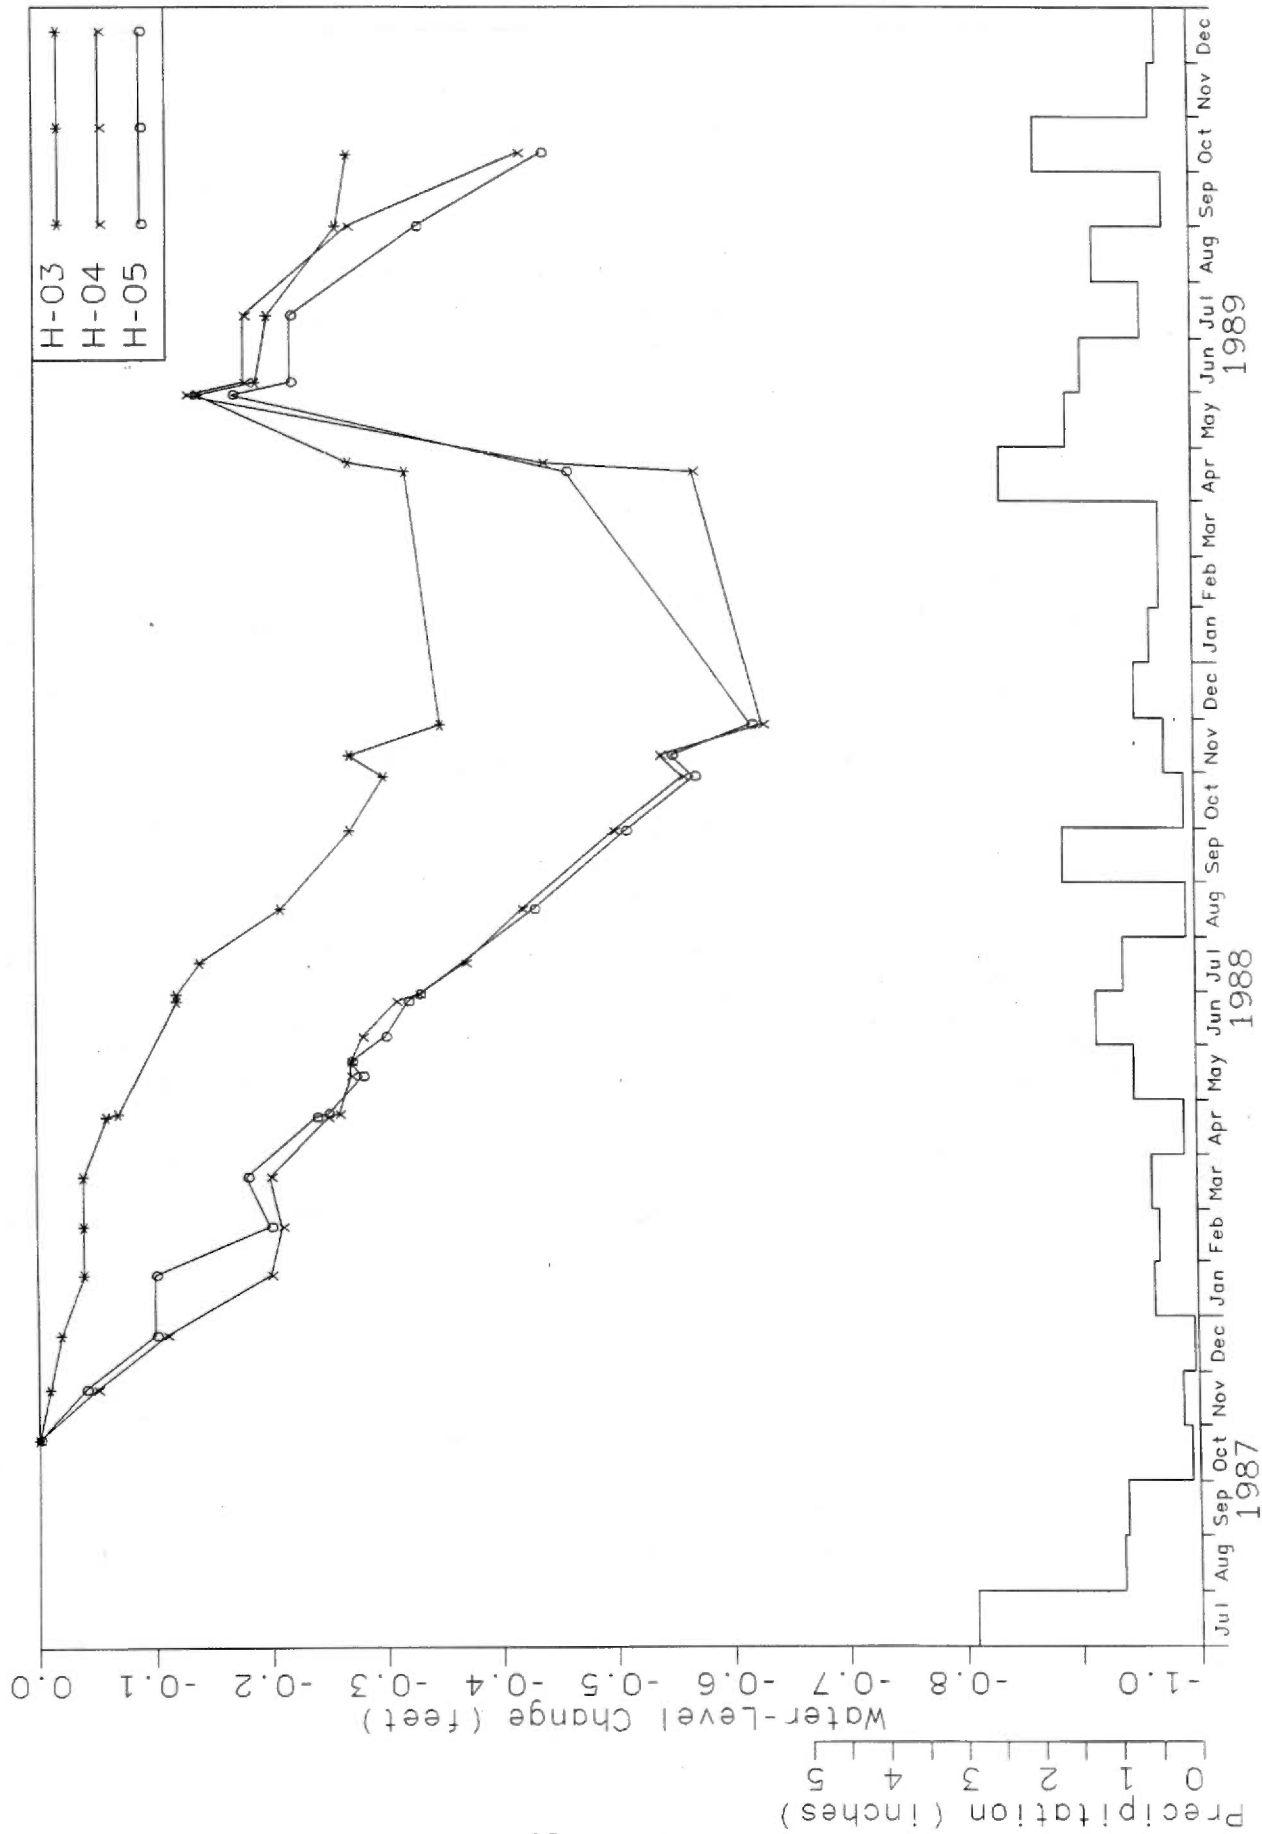 H-03
H-04
H-05
0.0
-0.1
-0.2
-0.3
-0.4
-0.5
-0.6
-0.7
-0.8
-1.0
Water-Level Change (feet)
5
4
3
2
1
0
Precipitation (inches)
Jul Aug Sep Oct Nov Dec Jan Feb Mar Apr May Jun Jul Aug Sep Oct Nov Dec Jan Feb Mar Apr May Jun Jul Aug Sep Oct Nov Dec
1987 1988 1989